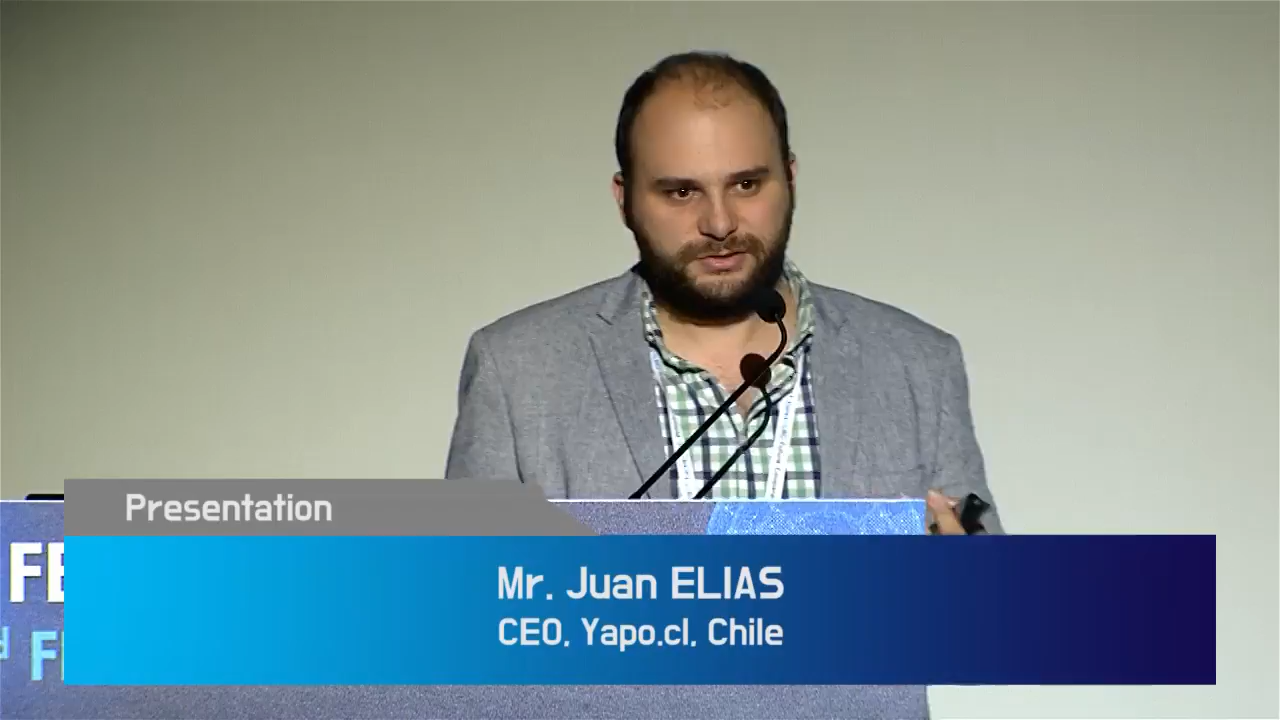 Presentation
Mr. Juan ELIAS
CEO, Yapo.cl, Chile